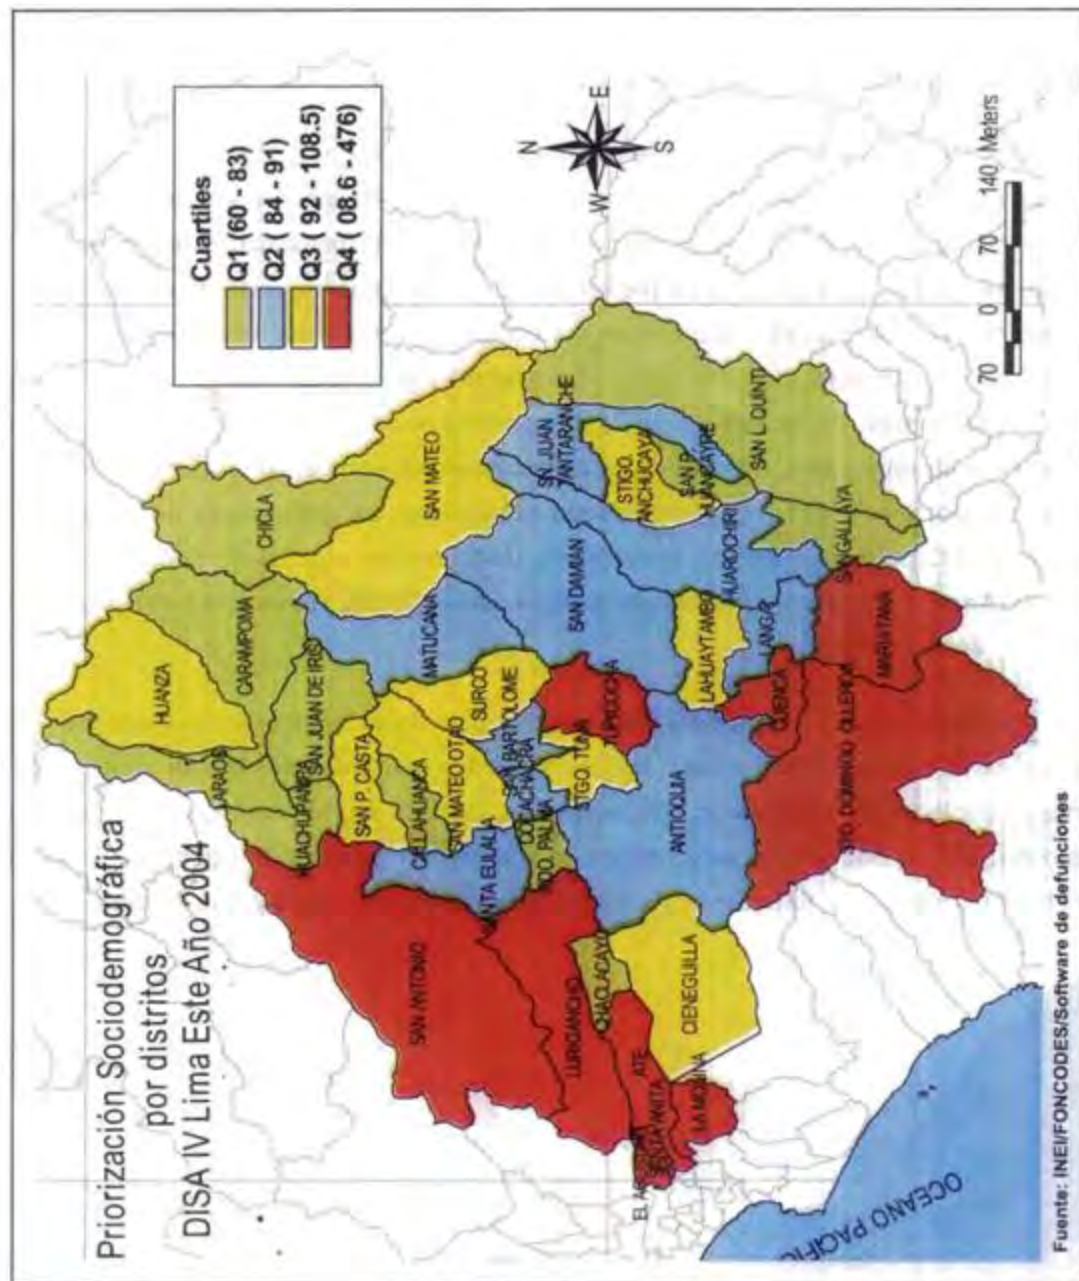 Priorización Sociodemográfica
por distritos
DISA IV Lima Este Año 2004
Cuartiles
Q1 (60 - 83)
Q2 ( 84 - 91)
Q3 ( 92 - 108.5)
Q4 ( 08.6 - 476)
N
W
E
S
70
0
70
140 Meters
HUANZA
CARAMPOMA
CHICLA
LARAOS
SAN JUAN DE IRIS
HUACHUPAMPA
SAN P. CASTA
SAN MATEO
MATUCANA
CALLAHUANCA
SAN MATEO OTAO
SURCO
SAN ANTONIO
SANTA EULALIA
SAN BARTOLOME
COCACHACRA
RDO. PALMA
STGO. TUNA
SN. JUAN
TANTARANCHE
STGO.
ANCHUCAYA
SAN P.
HUANCAYRE
SAN L. QUINTI
SAN DAMIAN
HUAROCHIRI
LAHUAYTAMBO
LANGA
SANGALLAYA
MARIATANA
CUENCA
STO. DOMINGO OLLEROS
ANTIOQUIA
LURIGANCHO
CHACLACAYO
CIENEGUILLA
ATE
SANTA ANITA
LA MOLINA
EL A
OCEANO PACIFIC
Fuente: INEI/FONCODES/Software de defunciones